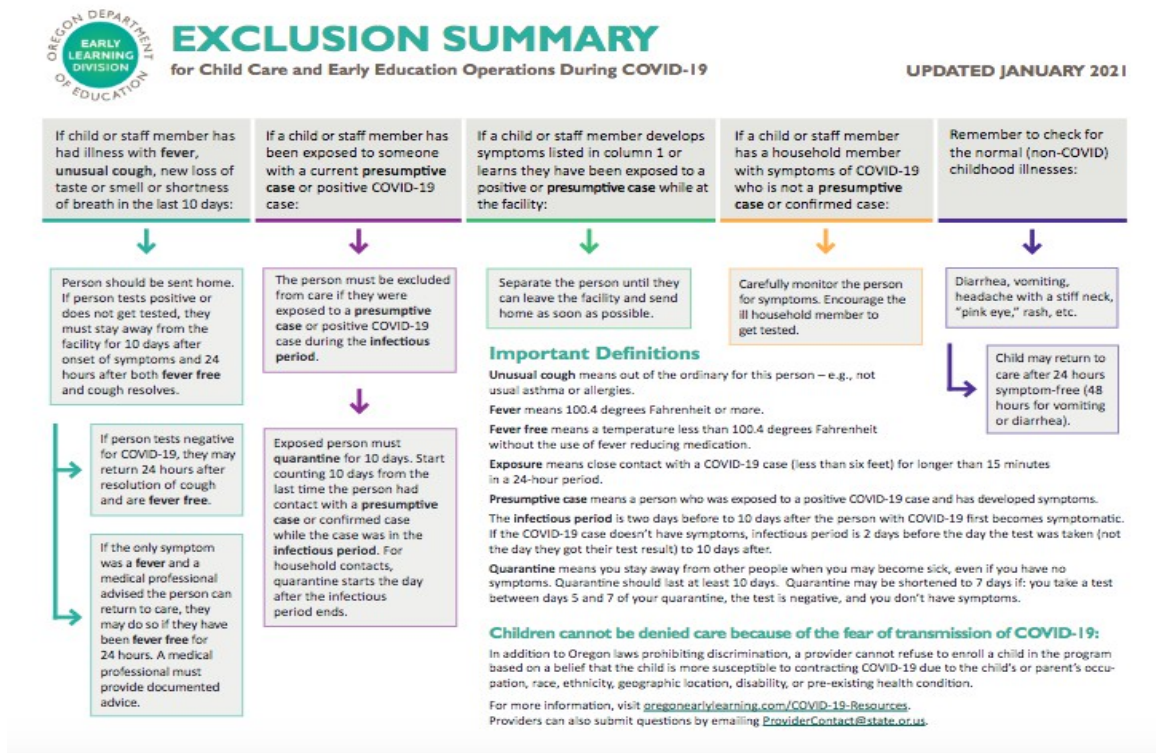 OREGON DEPARTMENT
OF EDUCATION
EARLY
LEARNING
DIVISION
EXCLUSION SUMMARY
for Child Care and Early Education Operations During COVID-19
UPDATED JANUARY 2021
If child or staff member has
had illness with fever,
unusual cough, new loss of
taste or smell or shortness
of breath in the last 10 days:
Person should be sent home.
If person tests positive or
does not get tested, they
must stay away from the
facility for 10 days after
onset of symptoms and 24
hours after both fever free
and cough resolves.
If person tests negative
for COVID-19, they may
return 24 hours after
resolution of cough
and are fever free.
If the only symptom
was a fever and a
medical professional
advised the person can
return to care, they
may do so if they have
been fever free for
24 hours. A medical
professional must
provide documented
advice.
If a child or staff member has
been exposed to someone
with a current presumptive
case or positive COVID-19
case:
The person must be excluded
from care if they were
exposed to a presumptive
case or positive COVID-19
case during the infectious
period.
Exposed person must
quarantine for 10 days. Start
counting 10 days from the
last time the person had
contact with a presumptive
case or confirmed case
while the case was in the
infectious period. For
household contacts,
quarantine starts the day
after the infectious
period ends.
If a child or staff member develops
symptoms listed in column 1 or
learns they have been exposed to a
positive or presumptive case while at
the facility:
Separate the person until they
can leave the facility and send
home as soon as possible.
If a child or staff member
has a household member
with symptoms of COVID-19
who is not a presumptive
case or confirmed case:
Carefully monitor the person
for symptoms. Encourage the
ill household member to
get tested.
Remember to check for
the normal (non-COVID)
childhood illnesses:
Diarrhea, vomiting,
headache with a stiff neck,
"pink eye," rash, etc.
Child may return to
care after 24 hours
symptom-free (48
hours for vomiting
or diarrhea).
Important Definitions
Unusual cough means out of the ordinary for this person – e.g., not
usual asthma or allergies.
Fever means 100.4 degrees Fahrenheit or more.
Fever free means a temperature less than 100.4 degrees Fahrenheit
without the use of fever reducing medication.
Exposure means close contact with a COVID-19 case (less than six feet) for longer than 15 minutes
in a 24-hour period.
Presumptive case means a person who was exposed to a positive COVID-19 case and has developed symptoms.
The infectious period is two days before to 10 days after the person with COVID-19 first becomes symptomatic.
If the COVID-19 case doesn't have symptoms, infectious period is 2 days before the day the test was taken (not
the day they got their test result) to 10 days after.
Quarantine means you stay away from other people when you may become sick, even if you have no
symptoms. Quarantine should last at least 10 days. Quarantine may be shortened to 7 days if: you take a test
between days 5 and 7 of your quarantine, the test is negative, and you don't have symptoms.
Children cannot be denied care because of the fear of transmission of COVID-19:
In addition to Oregon laws prohibiting discrimination, a provider cannot refuse to enroll a child in the program
based on a belief that the child is more susceptible to contracting COVID-19 due to the child's or parent's occu-
pation, race, ethnicity, geographic location, disability, or pre-existing health condition.
For more information, visit oregonearlylearning.com/COVID-19-Resources.
Providers can also submit questions by emailing ProviderContact@state.or.us.